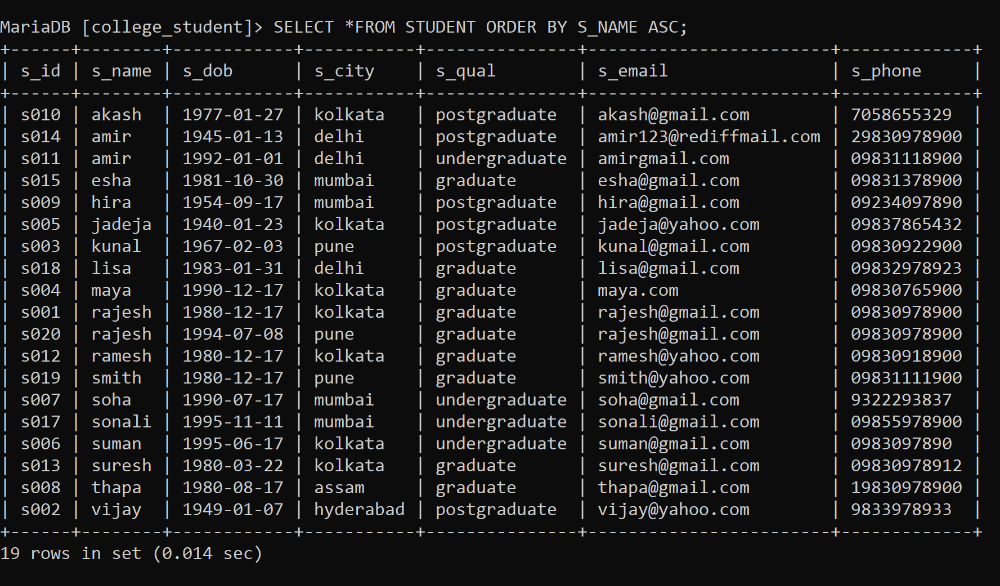 MariaDB [college_student]> SELECT *FROM STUDENT ORDER BY S_NAME ASC;
+------+--------+------------+-----------+---------------+------------------------+-------------+
| s_id | s_name | s_dob      | s_city    | s_qual        | s_email                | s_phone     |
+------+--------+------------+-----------+---------------+------------------------+-------------+
| s010 | akash  | 1977-01-27 | kolkata   | postgraduate  | akash@gmail.com        | 7058655329  |
| s014 | amir   | 1945-01-13 | delhi     | postgraduate  | amir123@rediffmail.com | 29830978900 |
| s011 | amir   | 1992-01-01 | delhi     | undergraduate | amirgmail.com          | 09831118900 |
| s015 | esha   | 1981-10-30 | mumbai    | graduate      | esha@gmail.com         | 09831378900 |
| s009 | hira   | 1954-09-17 | mumbai    | postgraduate  | hira@gmail.com         | 09234097890 |
| s005 | jadeja | 1940-01-23 | kolkata   | postgraduate  | jadeja@yahoo.com       | 09837865432 |
| s003 | kunal  | 1967-02-03 | pune      | postgraduate  | kunal@gmail.com        | 09830922900 |
| s018 | lisa   | 1983-01-31 | delhi     | graduate      | lisa@gmail.com         | 09832978923 |
| s004 | maya   | 1990-12-17 | kolkata   | graduate      | maya.com               | 09830765900 |
| s001 | rajesh | 1980-12-17 | kolkata   | graduate      | rajesh@gmail.com       | 09830978900 |
| s020 | rajesh | 1994-07-08 | pune      | graduate      | rajesh@gmail.com       | 09830978900 |
| s012 | ramesh | 1980-12-17 | kolkata   | graduate      | ramesh@yahoo.com       | 09830918900 |
| s019 | smith  | 1980-12-17 | pune      | graduate      | smith@yahoo.com        | 09831111900 |
| s007 | soha   | 1990-07-17 | mumbai    | undergraduate | soha@gmail.com         | 9322293837  |
| s017 | sonali | 1995-11-11 | mumbai    | undergraduate | sonali@gmail.com       | 09855978900 |
| s006 | suman  | 1995-06-17 | kolkata   | undergraduate | suman@gmail.com        | 0983097890  |
| s013 | suresh | 1980-03-22 | kolkata   | graduate      | suresh@gmail.com       | 09830978912 |
| s008 | thapa  | 1980-08-17 | assam     | graduate      | thapa@gmail.com        | 19830978900 |
| s002 | vijay  | 1949-01-07 | hyderabad | postgraduate  | vijay@yahoo.com        | 9833978933  |
+------+--------+------------+-----------+---------------+------------------------+-------------+
19 rows in set (0.014 sec)